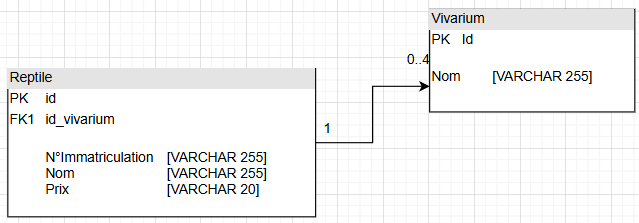 Vivarium
PK Id
Nom [VARCHAR 255]
0..4
1
Reptile
PK id
FK1 id_vivarium
N°Immatriculation [VARCHAR 255]
Nom [VARCHAR 255]
Prix [VARCHAR 20]